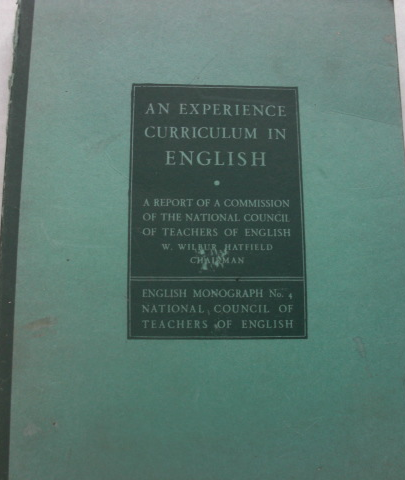 AN EXPERIENCE
CURRICULUM IN
ENGLISH
A REPORT OF A COMMISSION
OF THE NATIONAL COUNCIL
OF TEACHERS OF ENGLISH
W. WILBUR HATFIELD
CHAIRMAN
ENGLISH MONOGRAPH No. 4
NATIONAL COUNCIL OF
TEACHERS OF ENGLISH